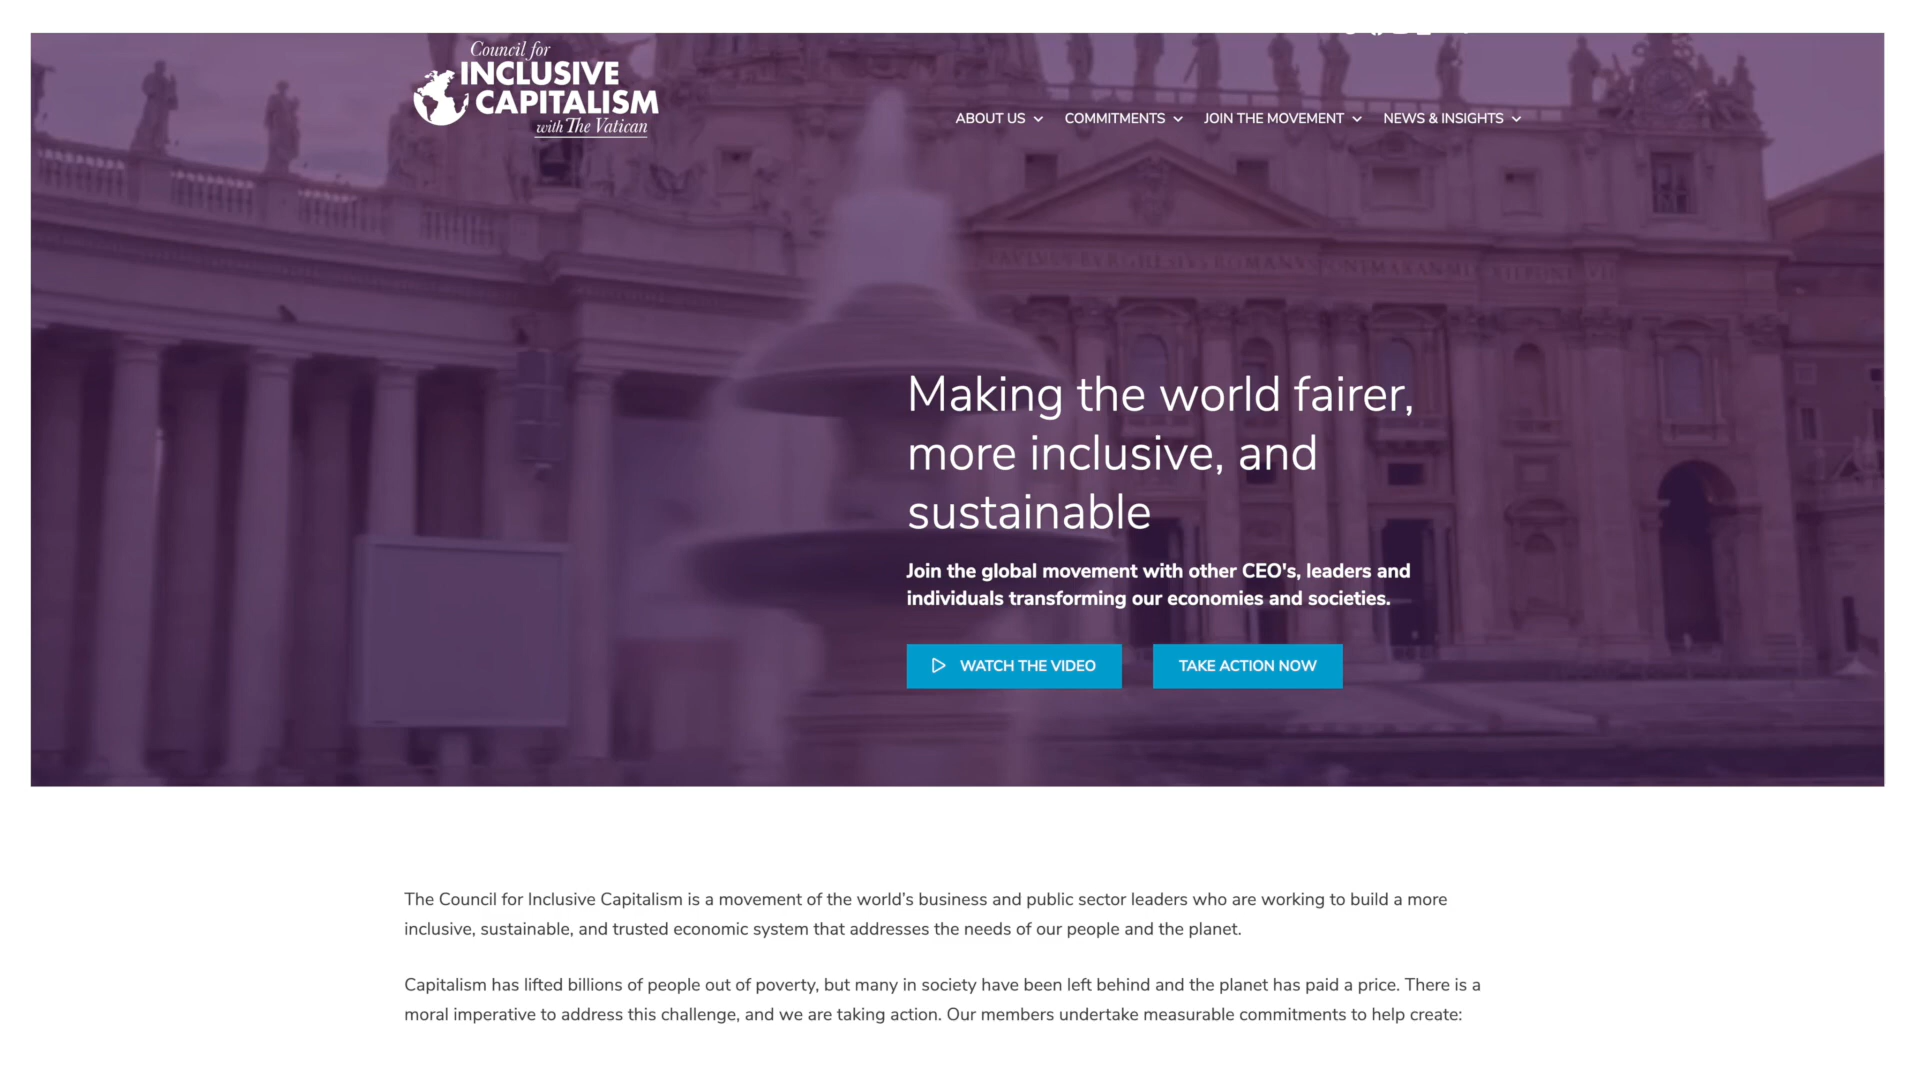 Council for
INCLUSIVE
CAPITALISM
with The Vatican
ABOUT US COMMITMENTS JOIN THE MOVEMENT NEWS & INSIGHTS
Making the world fairer,
more inclusive, and
sustainable
Join the global movement with other CEO's, leaders and
individuals transforming our economies and societies.
WATCH THE VIDEO TAKE ACTION NOW
The Council for Inclusive Capitalism is a movement of the world’s business and public sector leaders who are working to build a more
inclusive, sustainable, and trusted economic system that addresses the needs of our people and the planet.
Capitalism has lifted billions of people out of poverty, but many in society have been left behind and the planet has paid a price. There is a
moral imperative to address this challenge, and we are taking action. Our members undertake measurable commitments to help create: